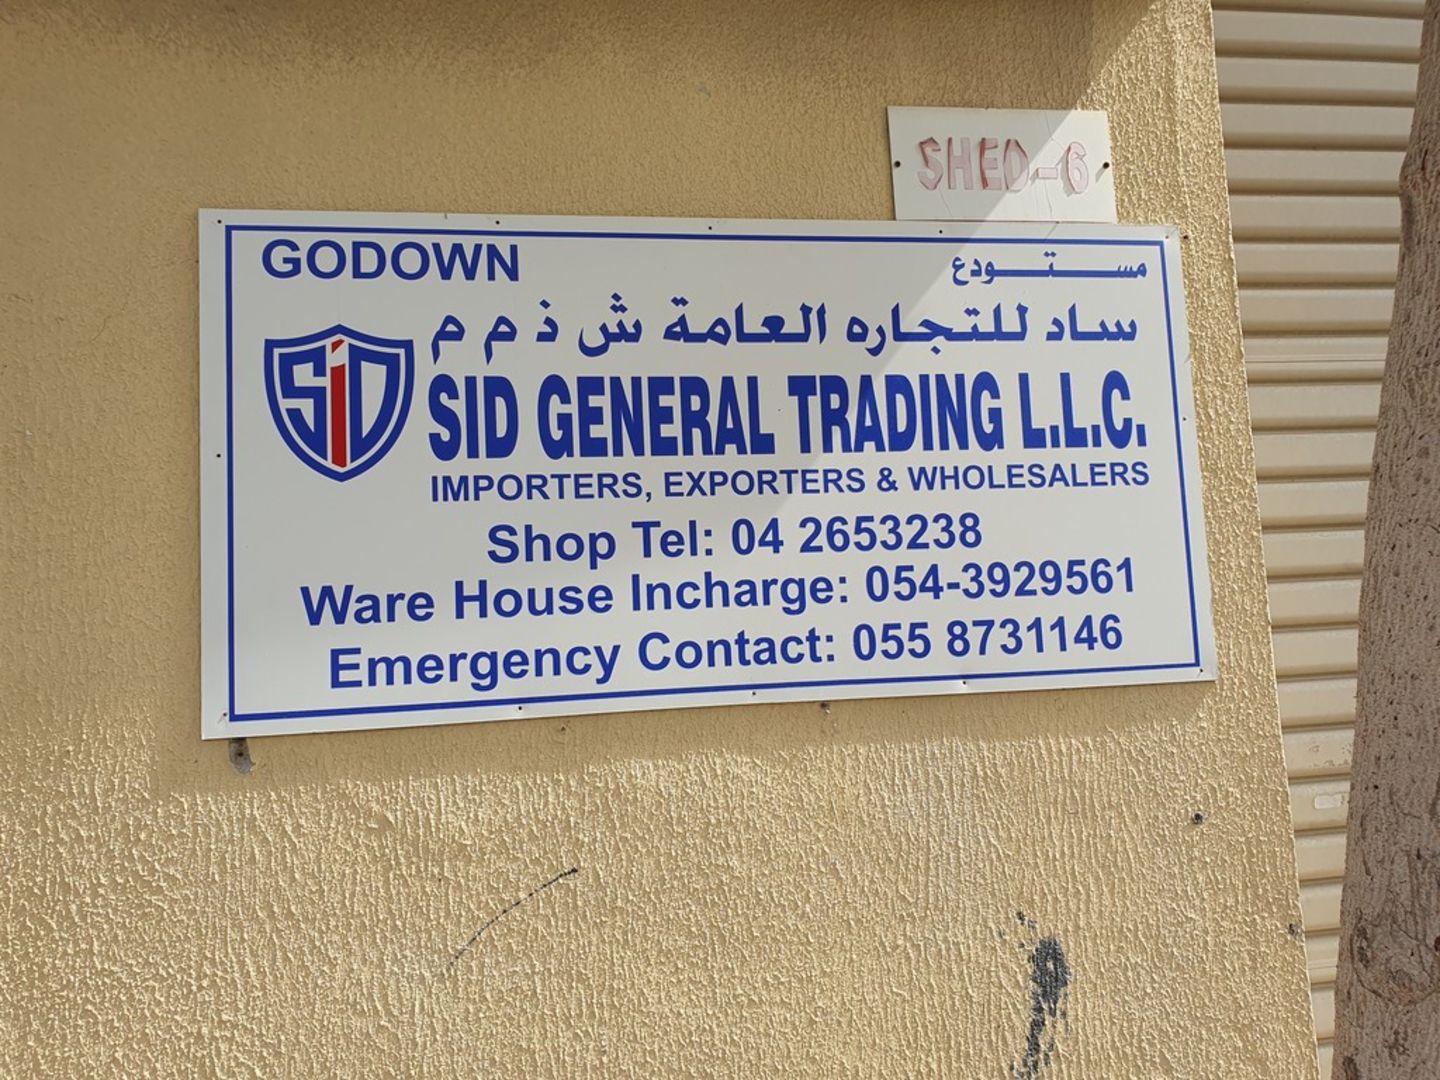 SHED-6
GODOWN
مستودع
ساد للتجاره العامة ش ذ م م
SiD
SID GENERAL TRADING L.L.C.
IMPORTERS, EXPORTERS & WHOLESALERS
Shop Tel: 04 2653238
Ware House Incharge: 054-3929561
Emergency Contact: 055 8731146